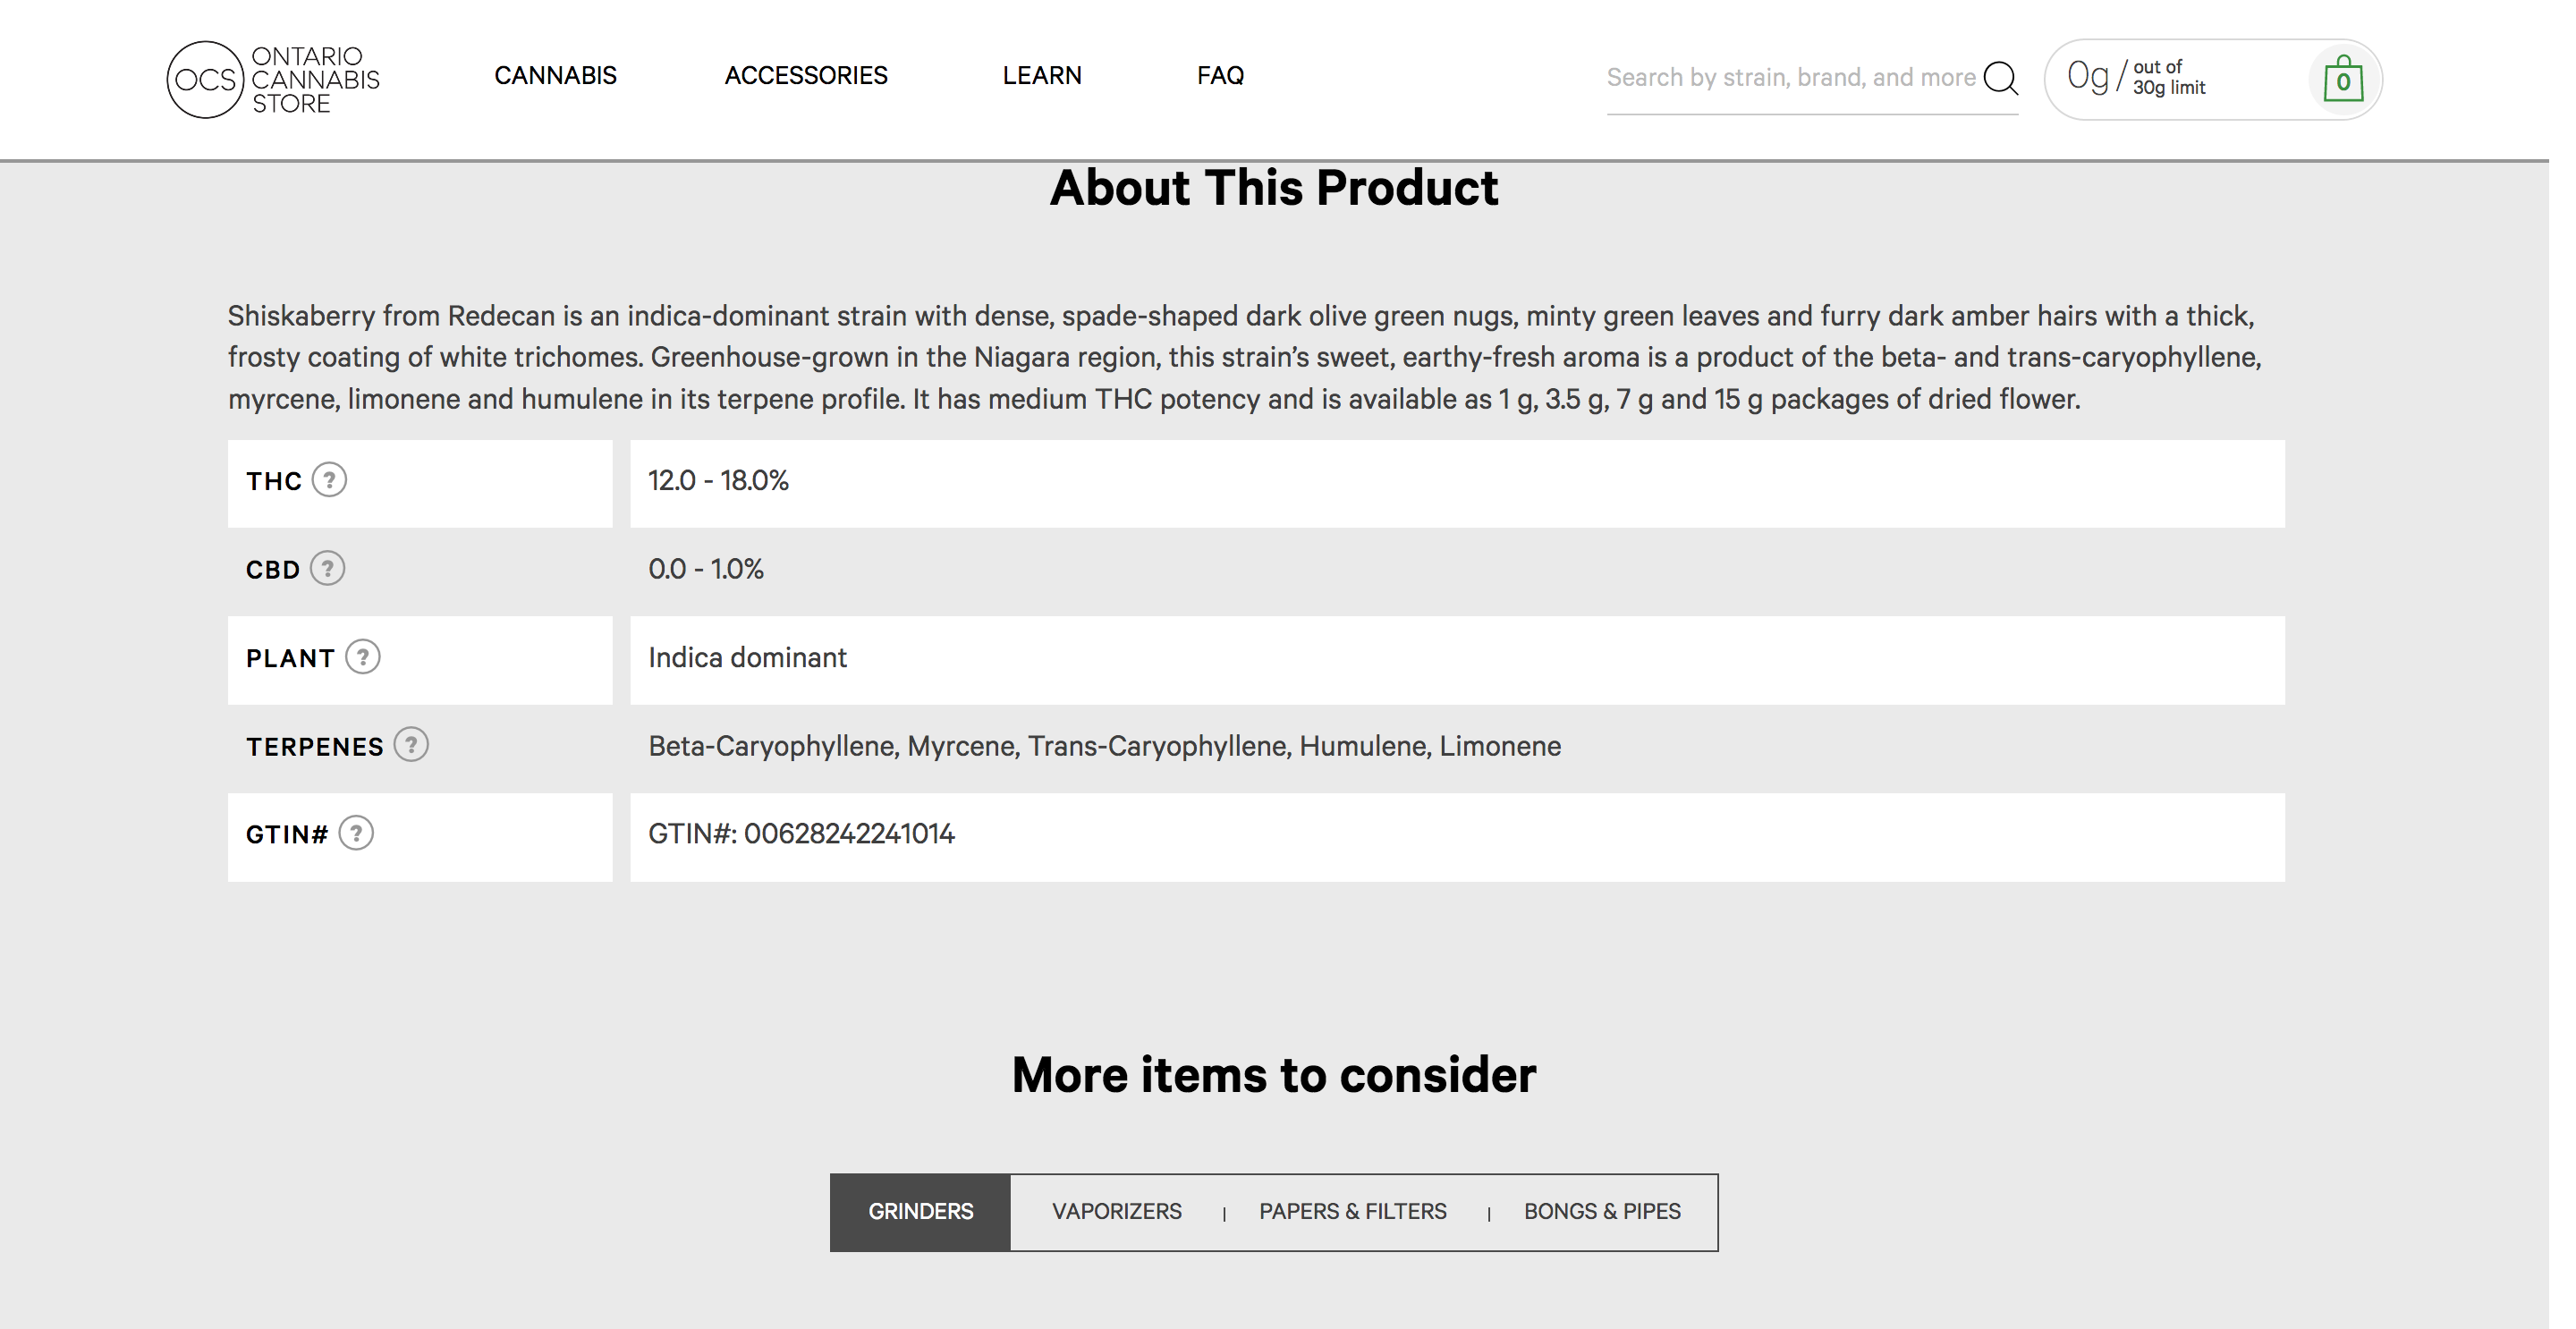 OCS ONTARIO
CANNABIS
STORE
CANNABIS
ACCESSORIES
LEARN
FAQ
Search by strain, brand, and more
0g / out of
30g limit
0
About This Product
Shiskaberry from Redecan is an indica-dominant strain with dense, spade-shaped dark olive green nugs, minty green leaves and furry dark amber hairs with a thick,
frosty coating of white trichomes. Greenhouse-grown in the Niagara region, this strain’s sweet, earthy-fresh aroma is a product of the beta- and trans-caryophyllene,
myrcene, limonene and humulene in its terpene profile. It has medium THC potency and is available as 1 g, 3.5 g, 7 g and 15 g packages of dried flower.
THC ? 12.0 - 18.0%
CBD ? 0.0 - 1.0%
PLANT ? Indica dominant
TERPENES ? Beta-Caryophyllene, Myrcene, Trans-Caryophyllene, Humulene, Limonene
GTIN# ? GTIN#: 00628242241014
More items to consider
GRINDERS VAPORIZERS | PAPERS & FILTERS | BONGS & PIPES